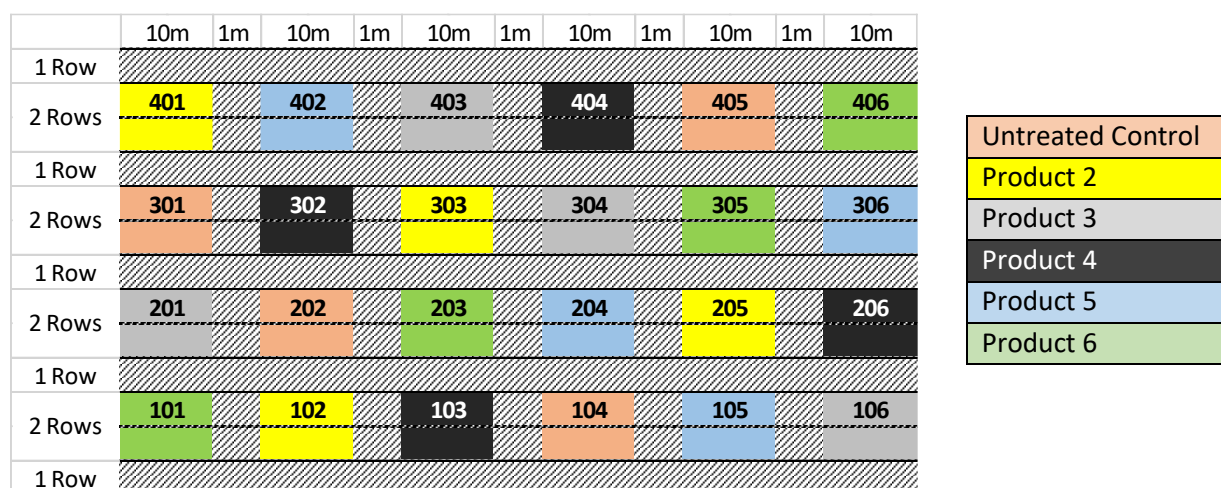 10m 1m 10m 1m 10m 1m 10m 1m 10m 1m 10m
1 Row
2 Rows 401 402 403 404 405 406
1 Row
2 Rows 301 302 303 304 305 306
1 Row
2 Rows 201 202 203 204 205 206
1 Row
2 Rows 101 102 103 104 105 106
1 Row
Untreated Control
Product 2
Product 3
Product 4
Product 5
Product 6